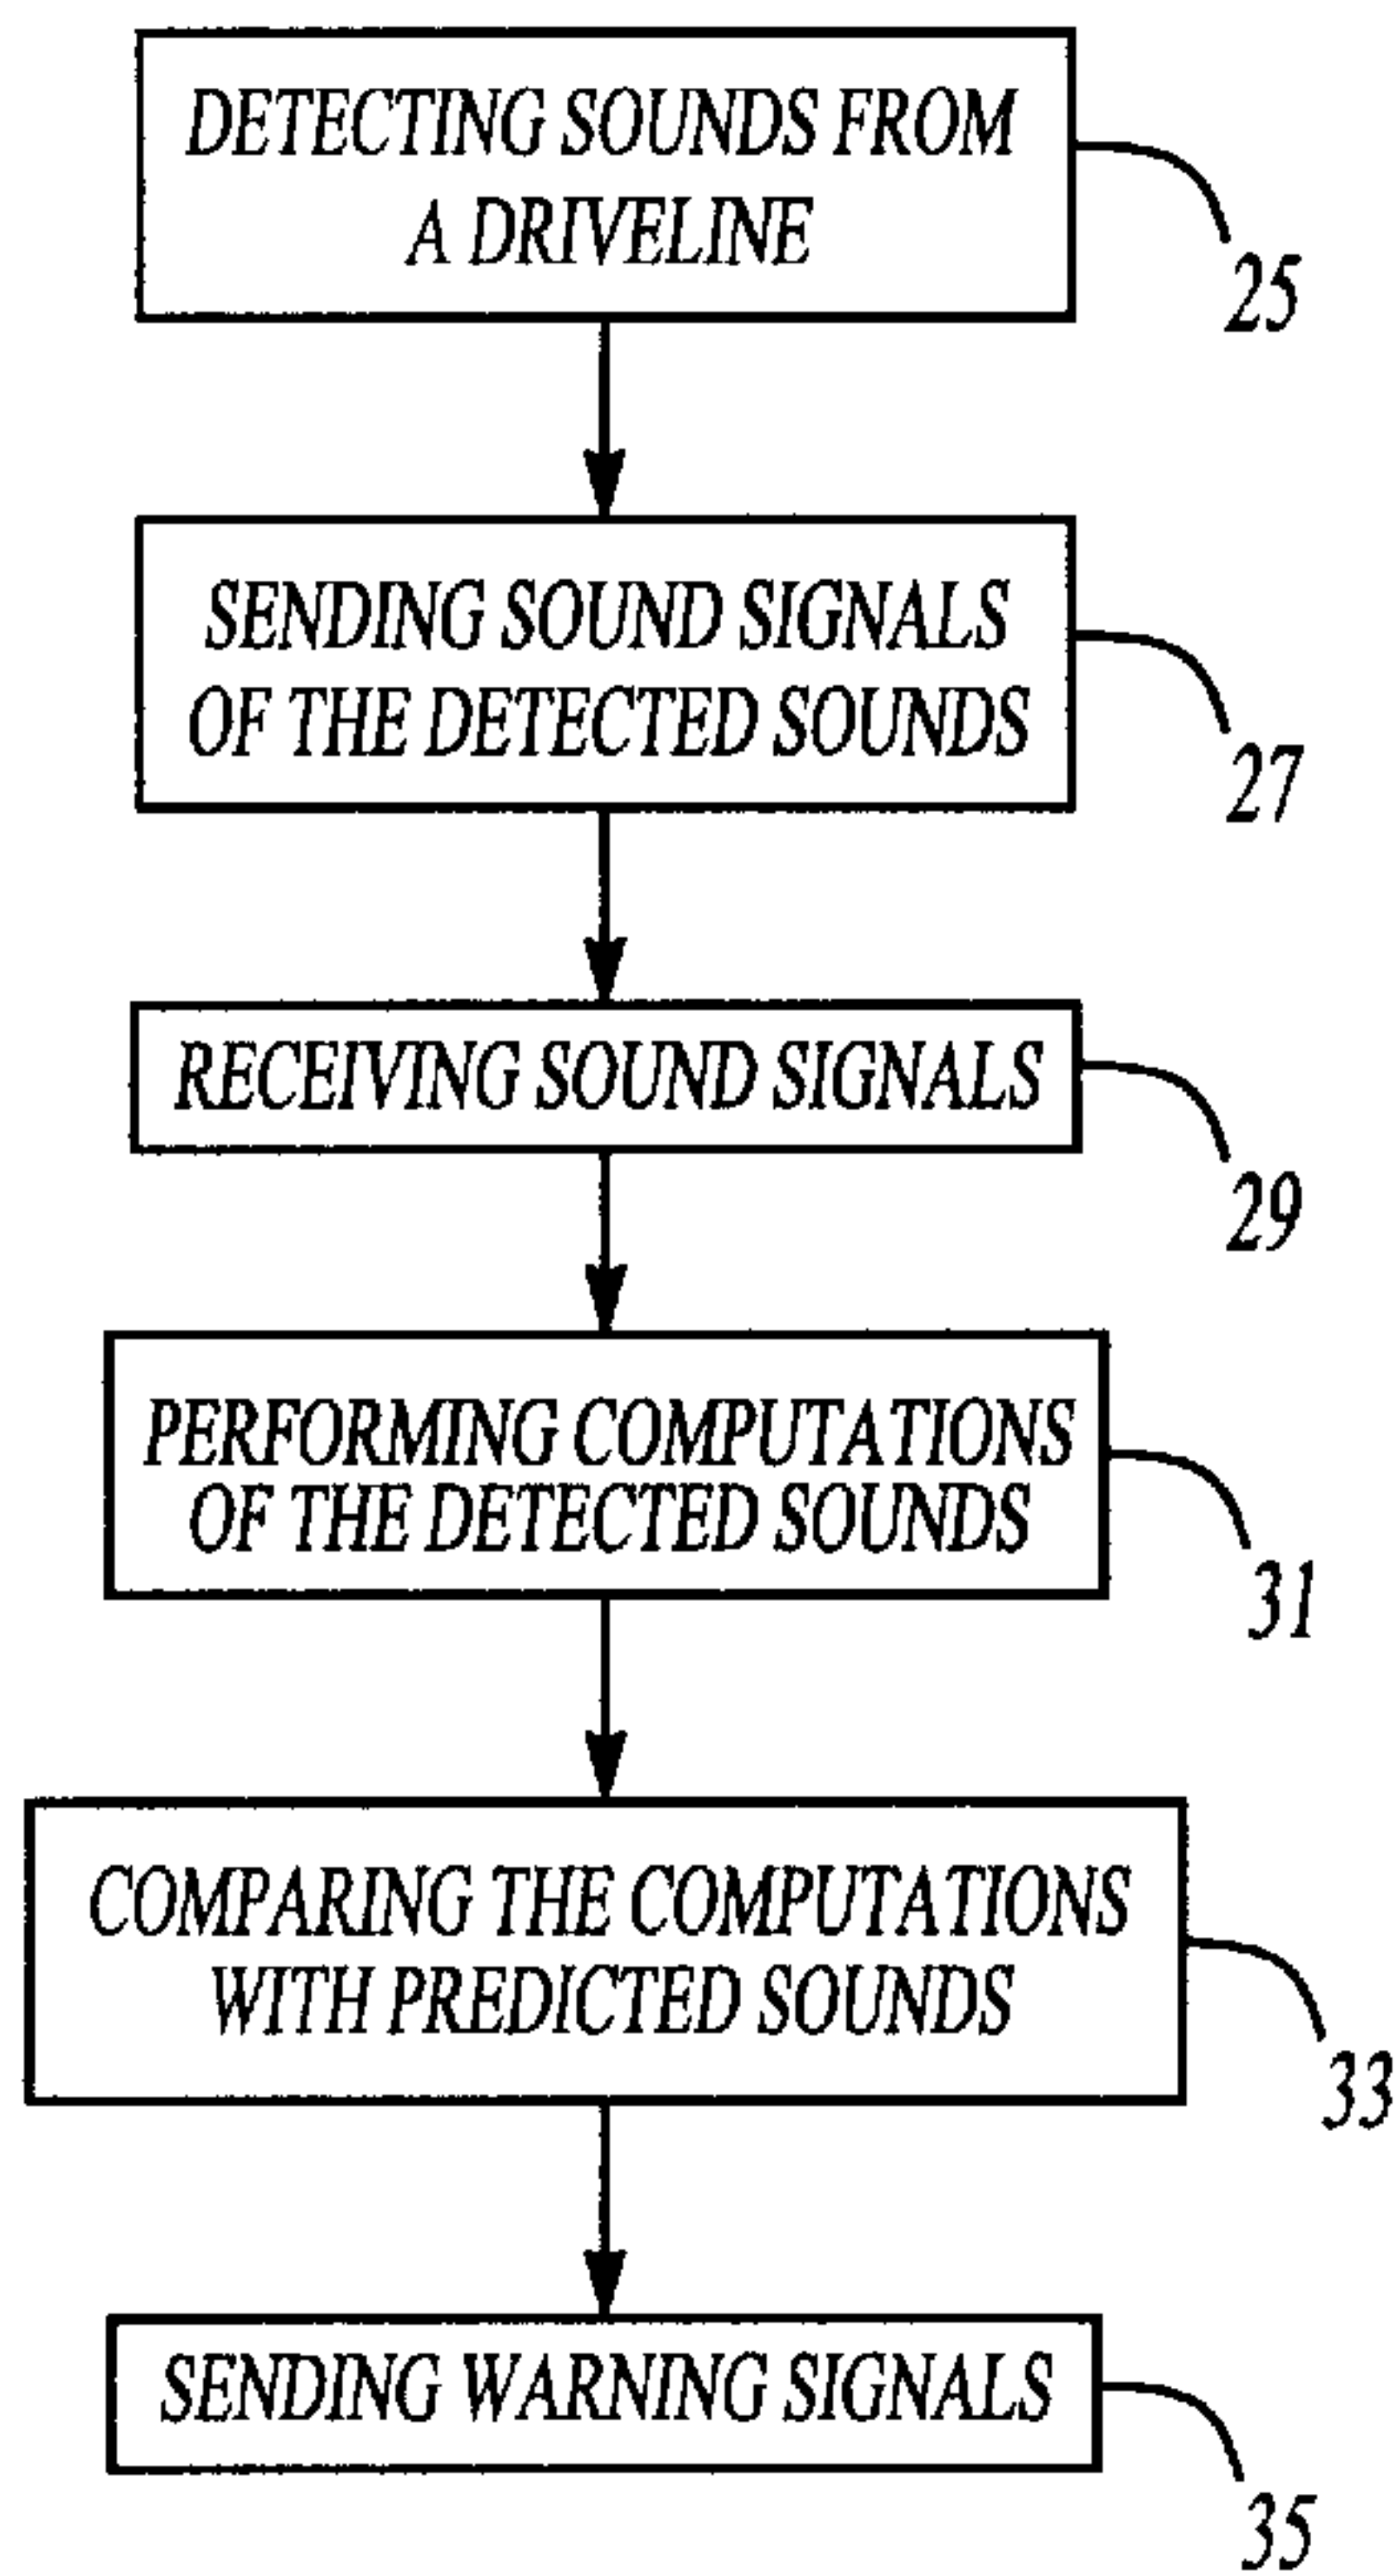 DETECTING SOUNDS FROM
A DRIVELINE
25
SENDING SOUND SIGNALS
OF THE DETECTED SOUNDS
27
RECEIVING SOUND SIGNALS
29
PERFORMING COMPUTATIONS
OF THE DETECTED SOUNDS
31
COMPARING THE COMPUTATIONS
WITH PREDICTED SOUNDS
33
SENDING WARNING SIGNALS
35